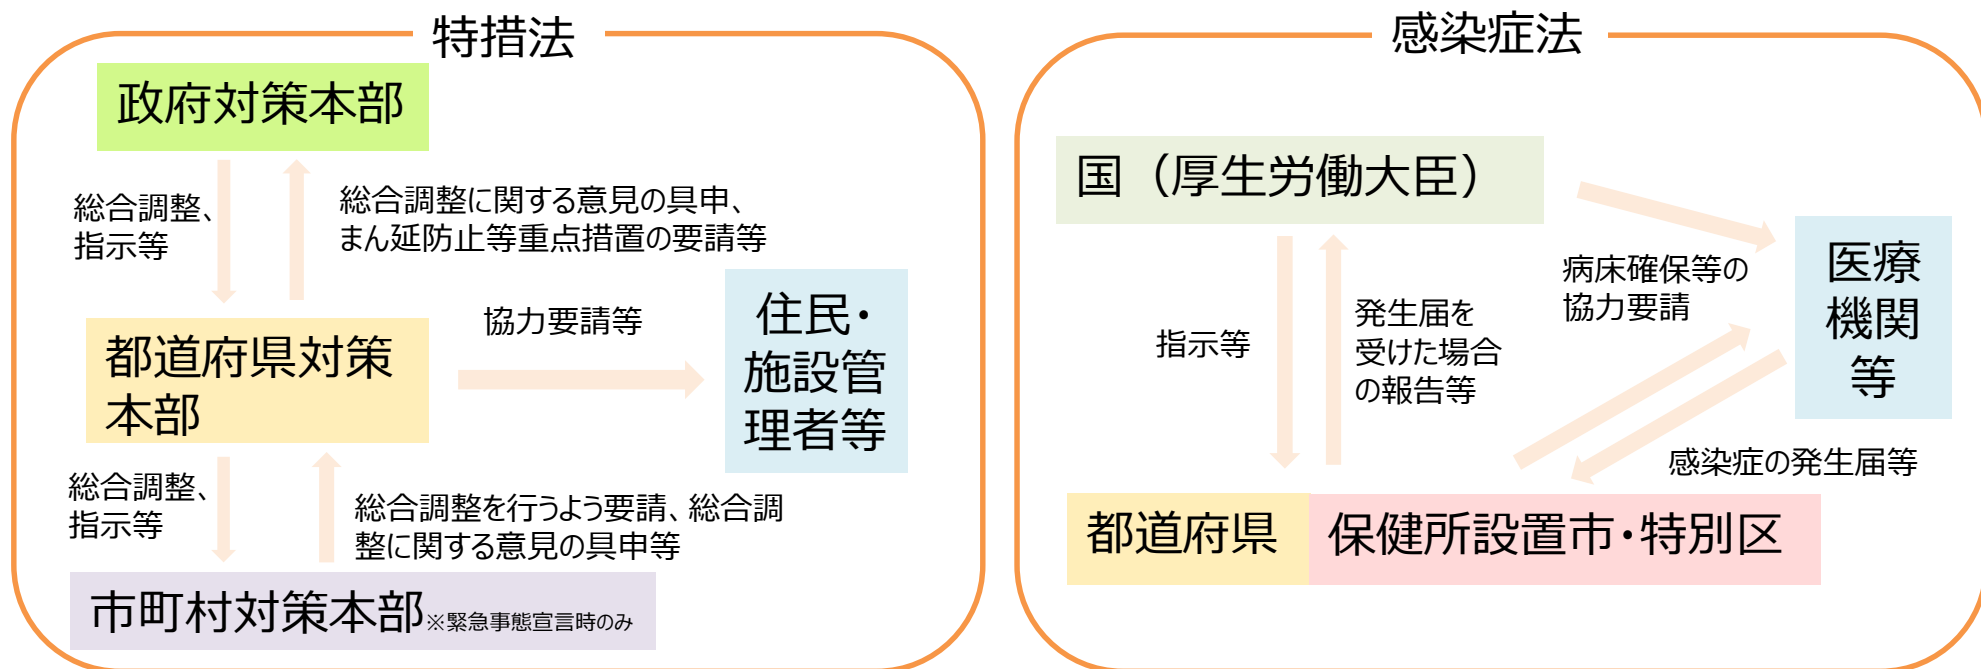 特措法
政府対策本部
総合調整、
指示等
総合調整に関する意見の具申、
まん延防止等重点措置の要請等
都道府県対策
本部
協力要請等
住民・
施設管
理者等
総合調整、
指示等
総合調整を行うよう要請、総合調
整に関する意見の具申等
市町村対策本部※緊急事態宣言時のみ
感染症法
国（厚生労働大臣）
指示等
発生届を
受けた場合
の報告等
病床確保等の
協力要請
医療
機関
等
感染症の発生届等
都道府県
保健所設置市・特別区